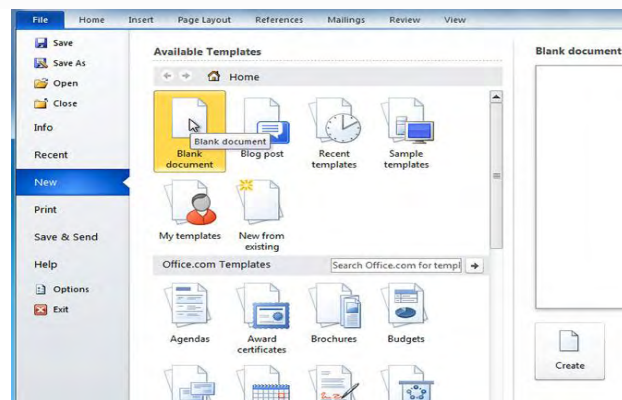 File Home Insert Page Layout References Mailings Review View
Save
Save As
Open
Close
Info
Recent
New
Print
Save & Send
Help
Options
Exit
Available Templates
Home
Blank document
Blank
document
Blog post
Recent
templates
Sample
templates
My templates
New from
existing
Office.com Templates
Search Office.com for templ
Agendas
Award
certificates
Brochures
Budgets
Blank document
Create